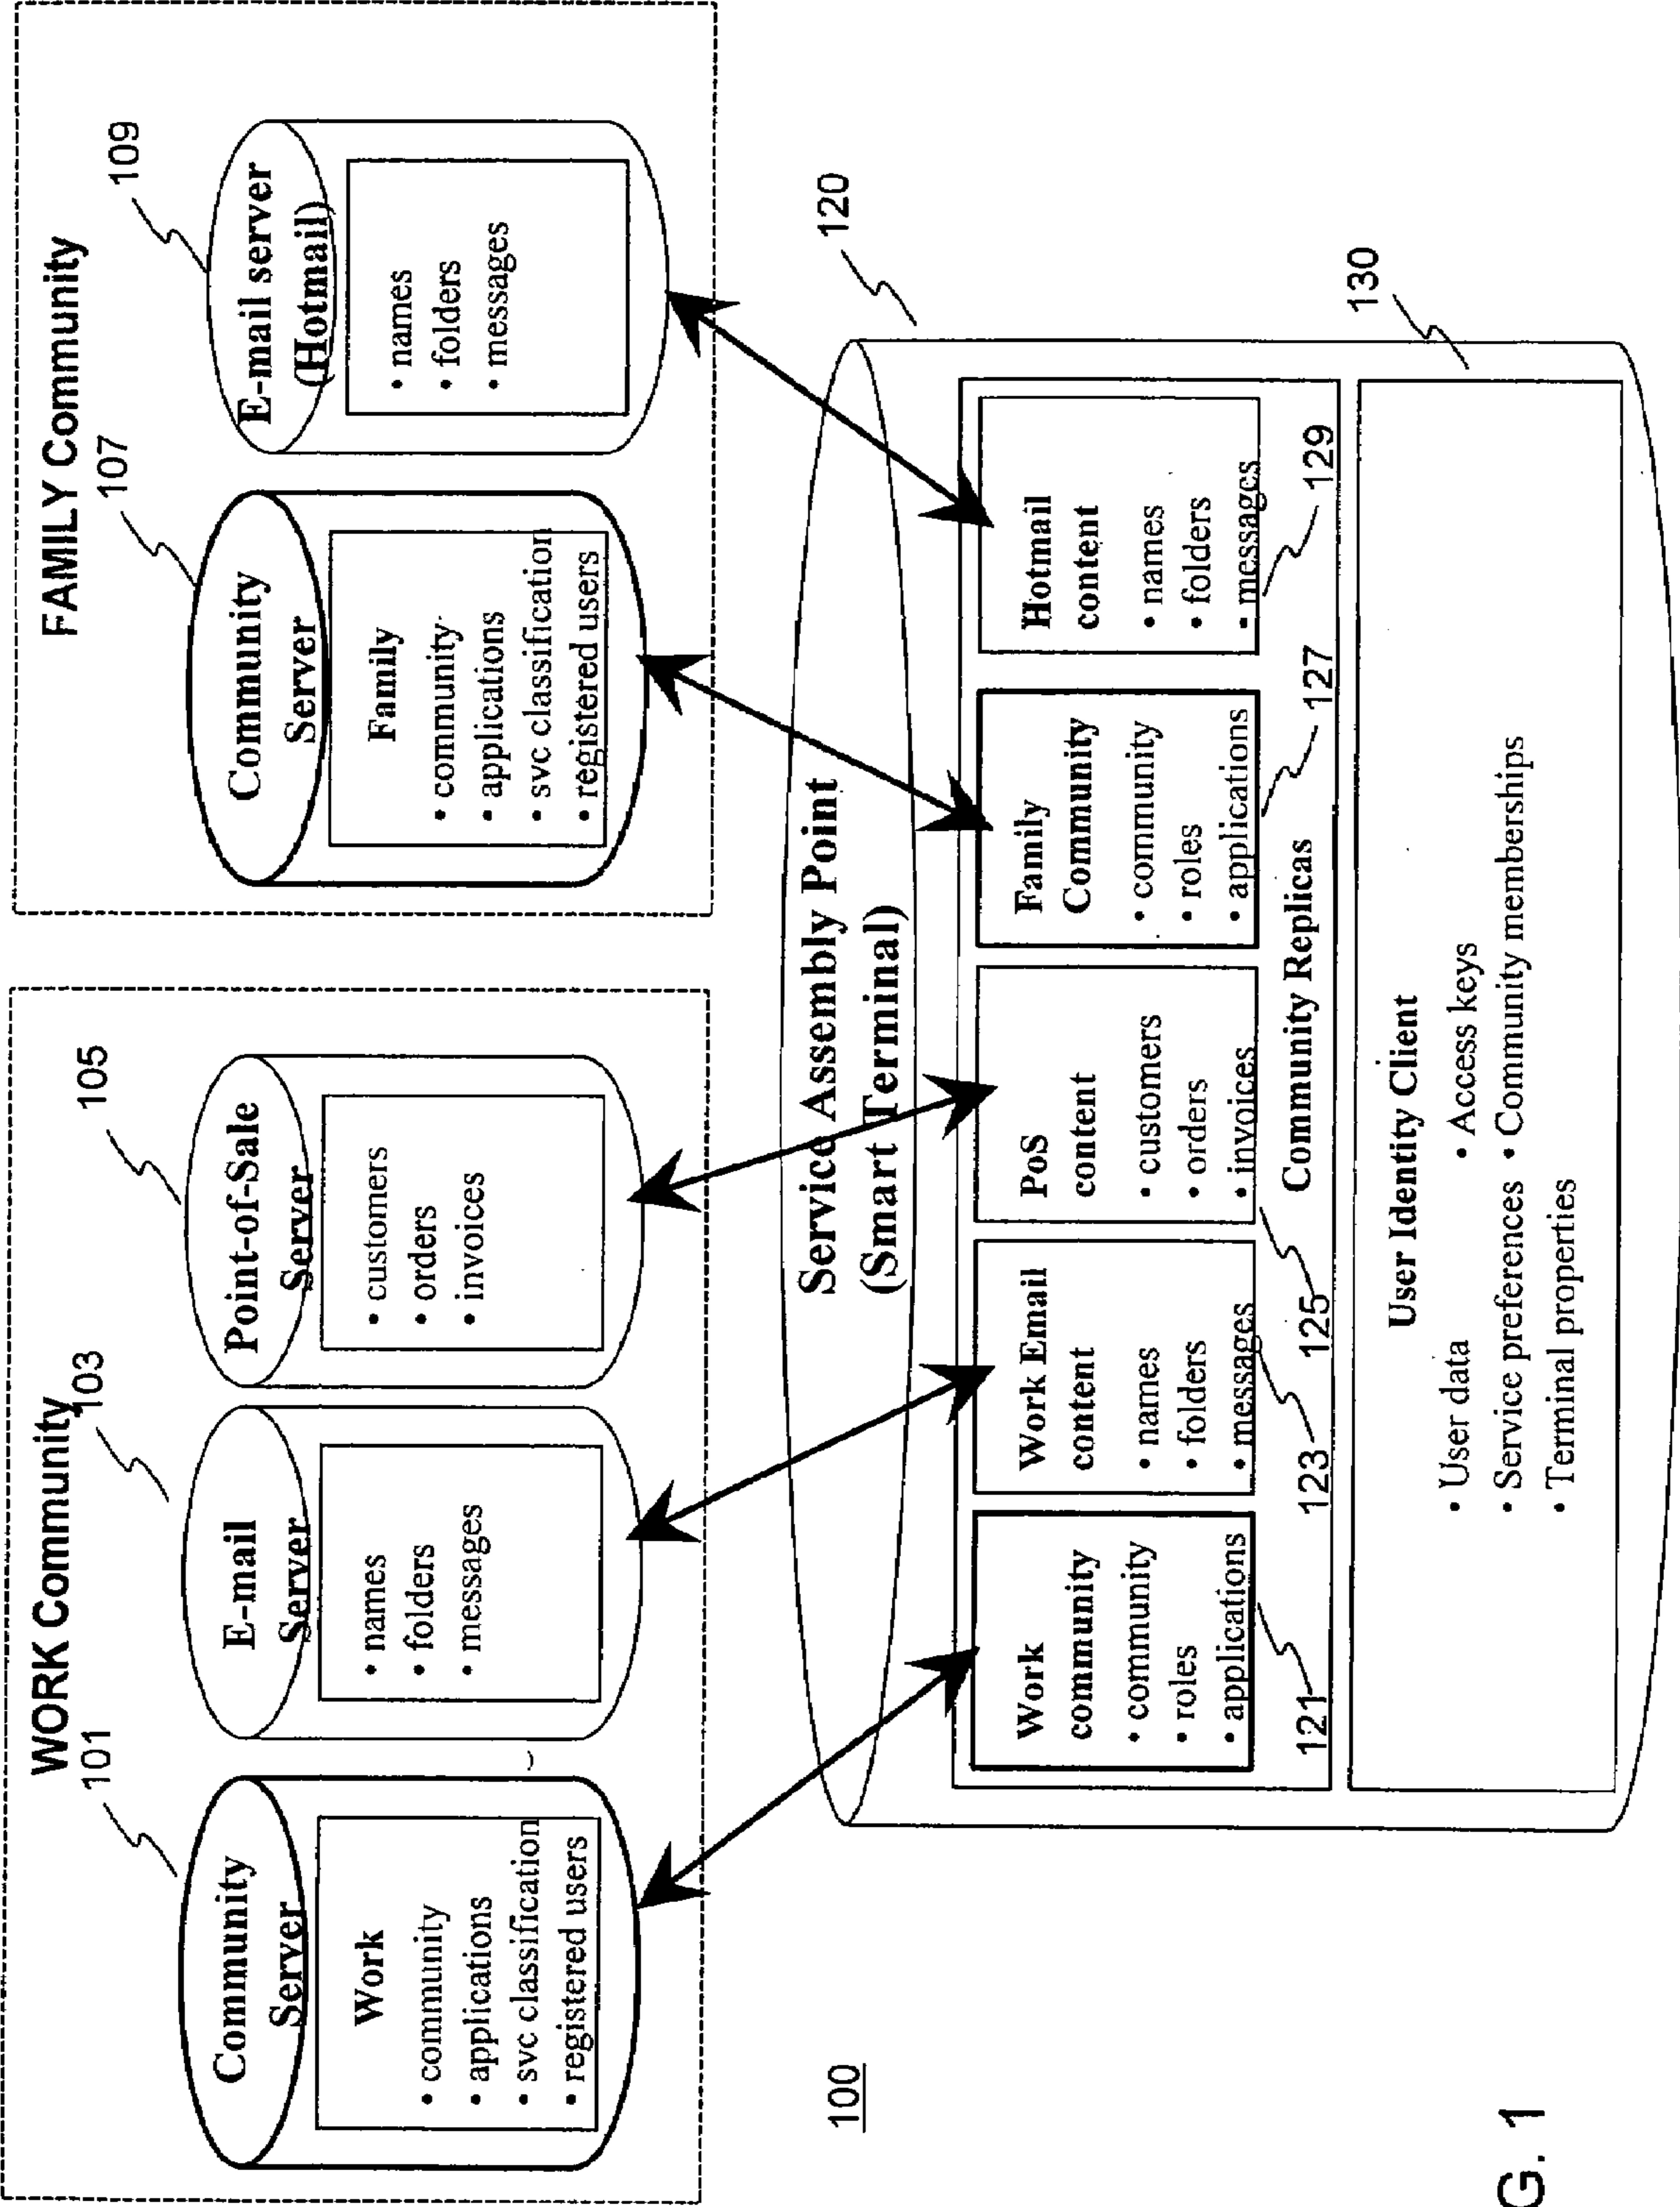 WORK Community
101
Community
Server
Work
• community
• applications
• svc classification
• registered users
103
E-mail
Server
• names
• folders
• messages
105
Point-of-Sale
Server
• customers
• orders
• invoices
FAMILY Community
107
Community
Server
Family
• community
• applications
• svc classification
• registered users
109
E-mail server
(Hotmail)
• names
• folders
• messages
100
Service Assembly Point
(Smart Terminal)
120
Work
community
• community
• roles
• applications
121
Work Email
content
• names
• folders
• messages
123
PoS
content
• customers
• orders
• invoices
125
Family
Community
• community
• roles
• applications
127
Hotmail
content
• names
• folders
• messages
129
Community Replicas
130
User Identity Client
• User data • Access keys
• Service preferences • Community memberships
• Terminal properties
G. 1